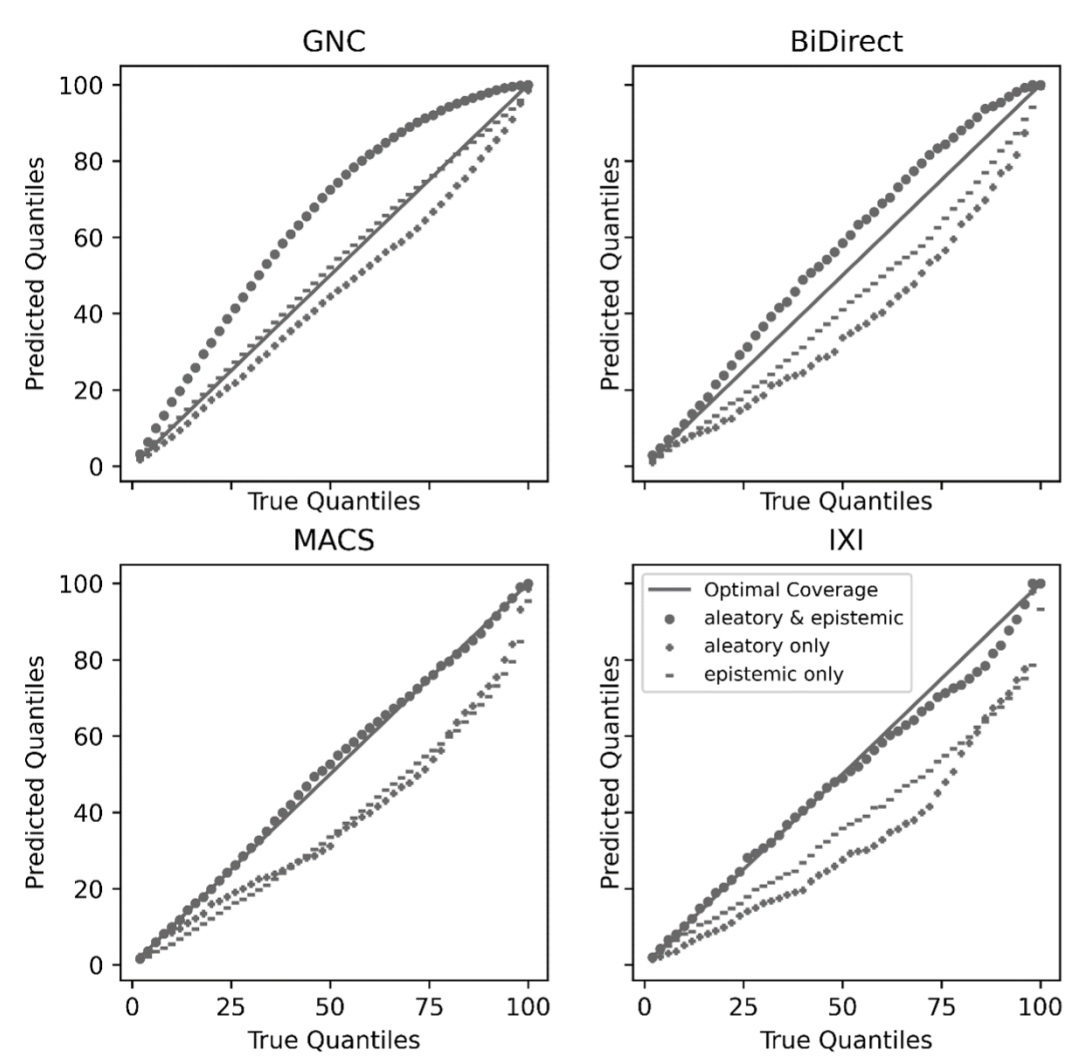 GNC
BiDirect
100
80
60
40
20
0
Predicted Quantiles
Predicted Quantiles
True Quantiles
True Quantiles
MACS
IXI
100
80
60
40
20
0
Predicted Quantiles
Predicted Quantiles
Optimal Coverage
aleatory & epistemic
aleatory only
epistemic only
0 25 50 75 100
0 25 50 75 100
True Quantiles
True Quantiles